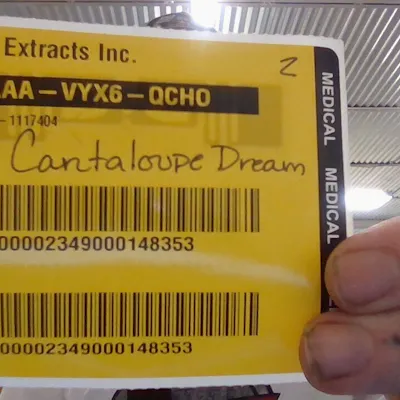 Extracts Inc.
2
AA-VYX6-QCHO
-1117404
Cantaloupe Dream
00002349000148353
00002349000148353
MEDICAL MEDICAL